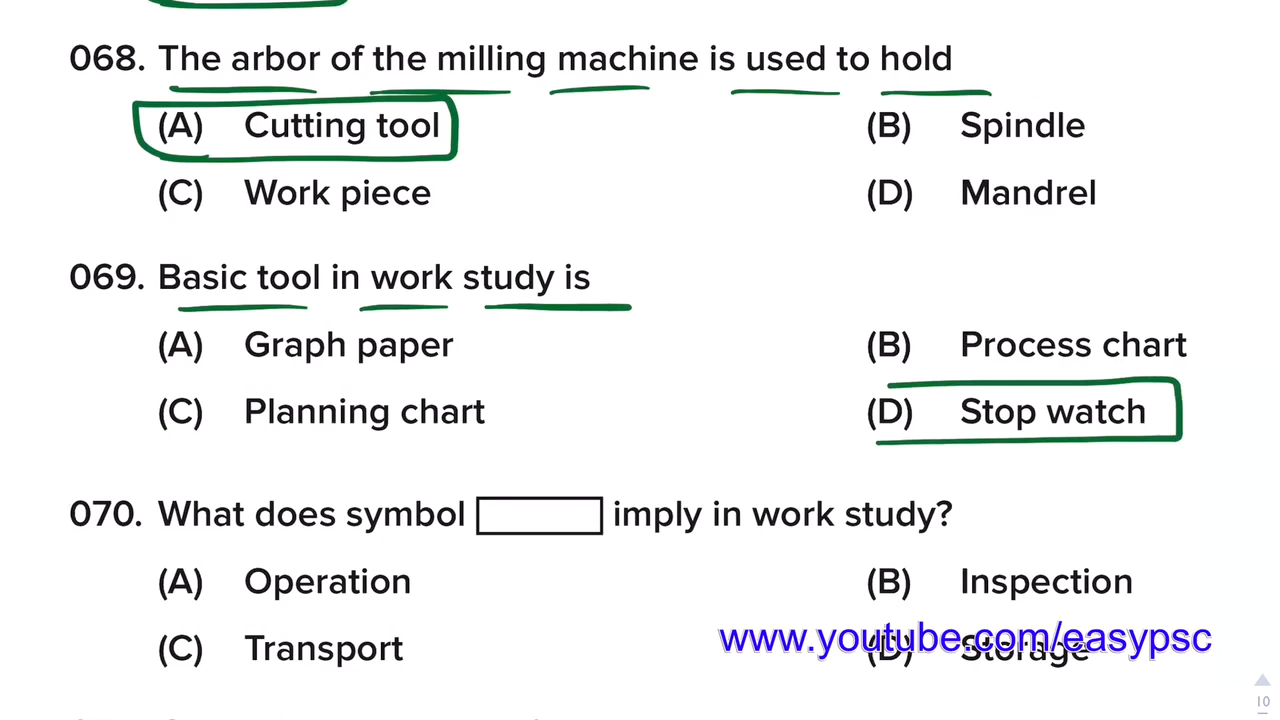 068. The arbor of the milling machine is used to hold
(A) Cutting tool (B) Spindle
(C) Work piece (D) Mandrel
069. Basic tool in work study is
(A) Graph paper (B) Process chart
(C) Planning chart (D) Stop watch
070. What does symbol imply in work study?
(A) Operation (B) Inspection
(C) Transport (D) Storage
www.youtube.com/easypsc
10